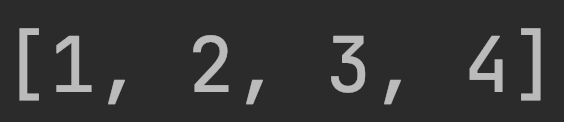 [1, 2, 3, 4]